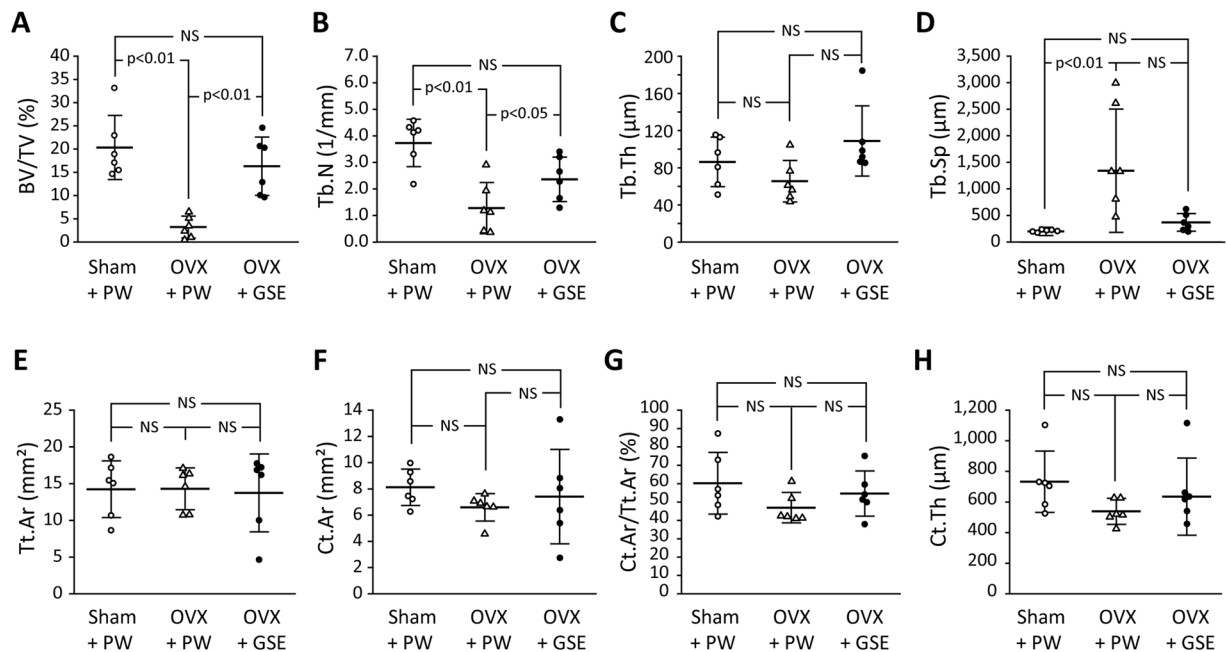 A
NS
p<0.01
p<0.01
BV/TV (%)
40
35
30
25
20
15
10
5
0
Sham + PW
OVX + PW
OVX + GSE
B
NS
p<0.01
p<0.05
Tb.N (1/mm)
7.0
6.0
5.0
4.0
3.0
2.0
1.0
0.0
Sham + PW
OVX + PW
OVX + GSE
C
NS
NS
NS
Tb.Th (μm)
200
160
120
80
40
0
Sham + PW
OVX + PW
OVX + GSE
D
NS
p<0.01
NS
Tb.Sp (μm)
3,500
3,000
2,500
2,000
1,500
1,000
500
0
Sham + PW
OVX + PW
OVX + GSE
E
NS
NS
NS
Tt.Ar (mm²)
25
20
15
10
5
0
Sham + PW
OVX + PW
OVX + GSE
F
NS
NS
NS
Ct.Ar (mm²)
14
12
10
8
6
4
2
0
Sham + PW
OVX + PW
OVX + GSE
G
NS
NS
NS
Ct.Ar/Tt.Ar (%)
100
90
80
70
60
50
40
30
20
10
0
Sham + PW
OVX + PW
OVX + GSE
H
NS
NS
NS
Ct.Th (μm)
1,200
1,000
800
600
400
200
0
Sham + PW
OVX + PW
OVX + GSE